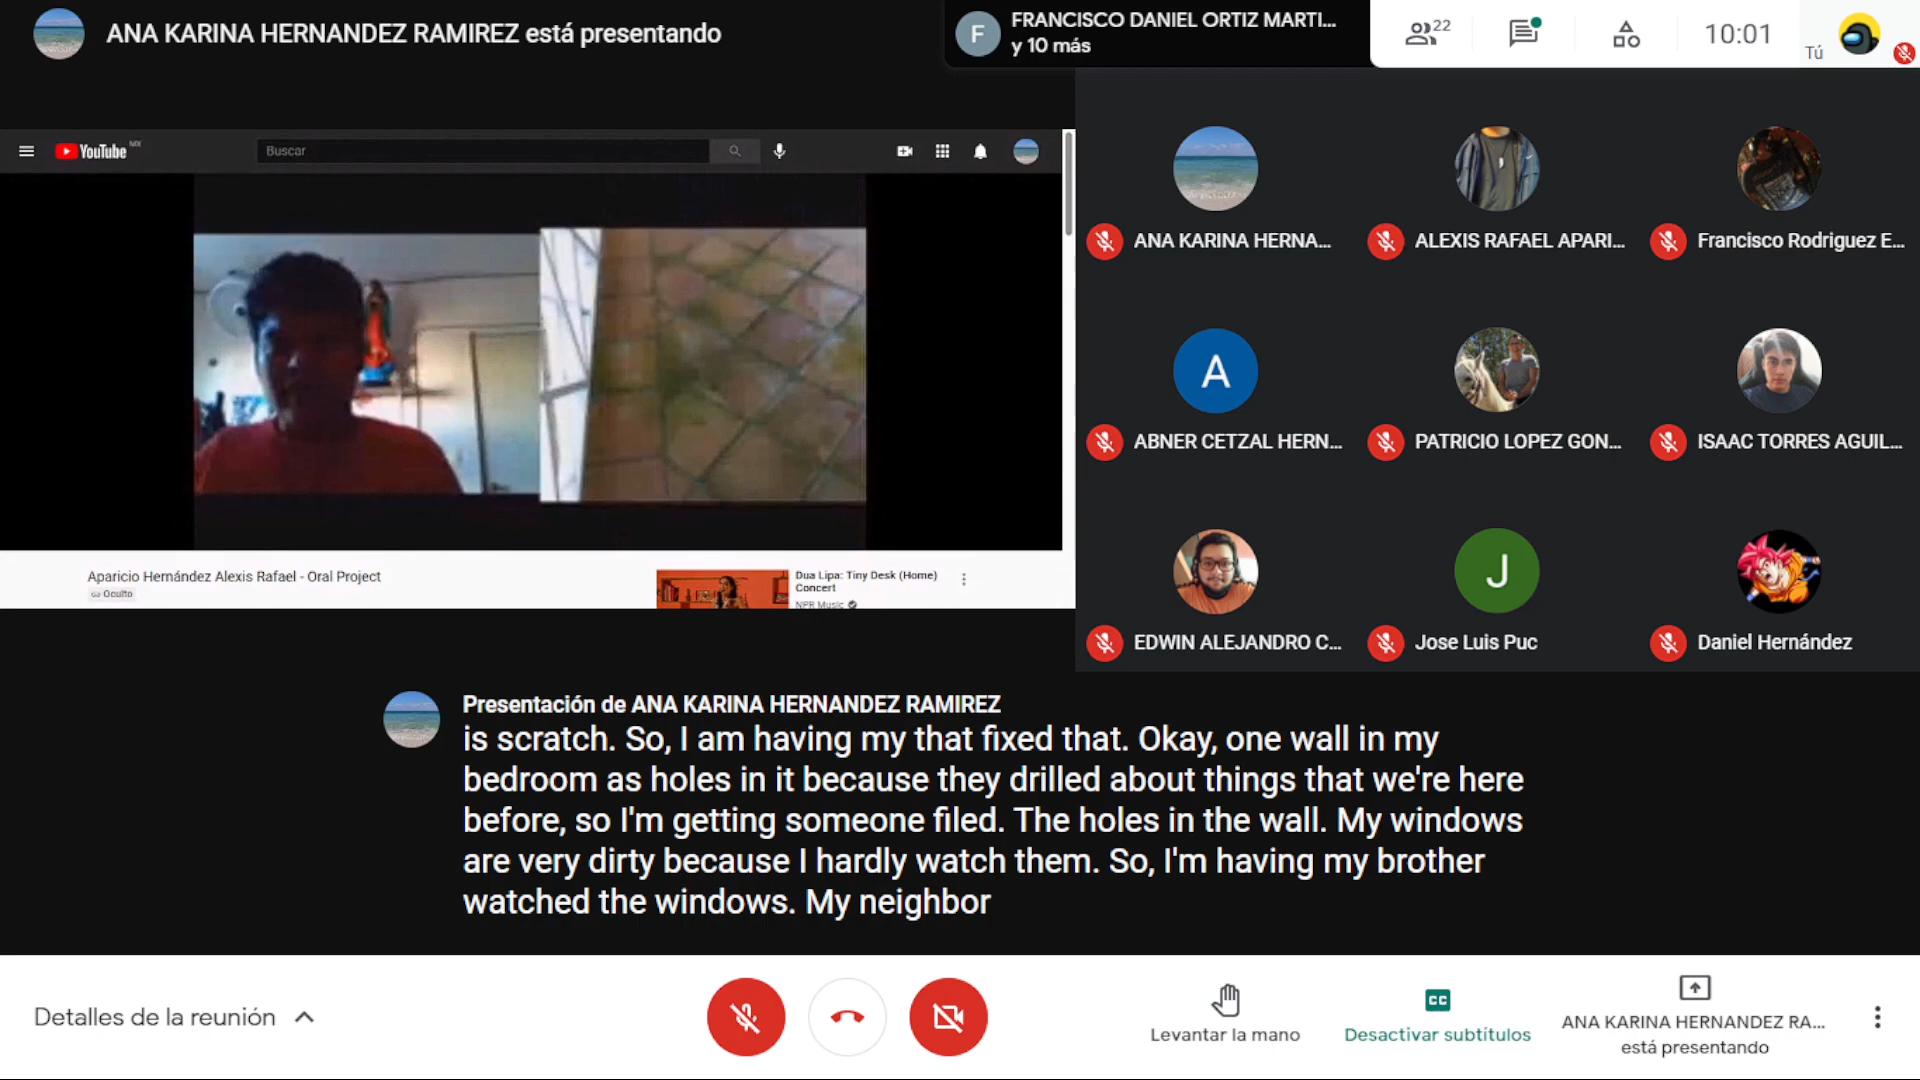 ANA KARINA HERNANDEZ RAMIREZ está presentando
F
FRANCISCO DANIEL ORTIZ MARTI...
y 10 más
22
10:01
Tú
YouTube MX
Buscar
ANA KARINA HERNA...
ALEXIS RAFAEL APARI...
Francisco Rodriguez E...
A
ABNER CETZAL HERN...
PATRICIO LOPEZ GON...
ISAAC TORRES AGUIL...
J
EDWIN ALEJANDRO C...
Jose Luis Puc
Daniel Hernández
Aparicio Hernández Alexis Rafael - Oral Project
Oculto
Dua Lipa: Tiny Desk (Home)
Concert
NPR Music
Presentación de ANA KARINA HERNANDEZ RAMIREZ
is scratch. So, I am having my that fixed that. Okay, one wall in my
bedroom as holes in it because they drilled about things that we're here
before, so I'm getting someone filed. The holes in the wall. My windows
are very dirty because I hardly watch them. So, I'm having my brother
watched the windows. My neighbor
Detalles de la reunión
Levantar la mano
CC
Desactivar subtítulos
ANA KARINA HERNANDEZ RA...
está presentando